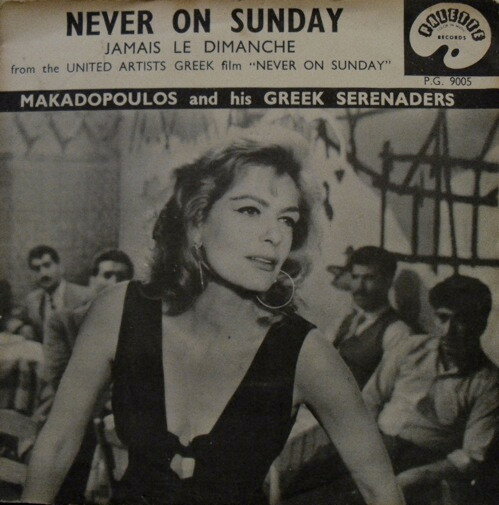 NEVER ON SUNDAY
JAMAIS LE DIMANCHE
from the UNITED ARTISTS GREEK film "NEVER ON SUNDAY"
PALETTE
RECORDS
P.G. 9005
MAKADOPOULOS and his GREEK SERENADERS